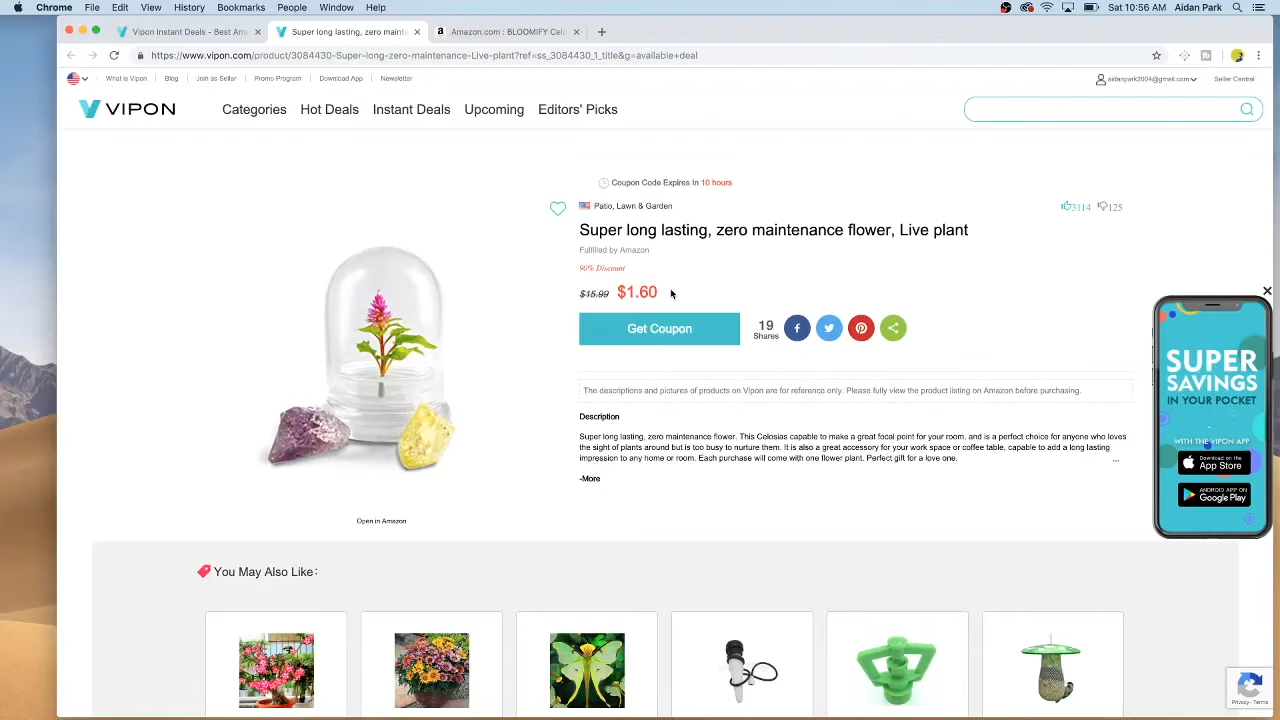 Chrome File Edit View History Bookmarks People Window Help Sat 10:56 AM Aidan Park
Vipon Instant Deals - Best Am Super long lasting, zero maint Amazon.com : BLOOMIFY Cel
https://www.vipon.com/product/3084430-Super-long-zero-maintenance-Live-plant?ref=ss_3084430_1_title&g=available+deal
What is Vipon Blog Join as Seller Promo Program Download App Newsletter aidanpark2004@gmail.com Seller Central
VIPON Categories Hot Deals Instant Deals Upcoming Editors' Picks
Coupon Code Expires In 10 hours
Patio, Lawn & Garden 3114 125
Super long lasting, zero maintenance flower, Live plant
Fulfilled by Amazon
90% Discount
$15.99 $1.60
Get Coupon 19 Shares
The descriptions and pictures of products on Vipon are for reference only. Please fully view the product listing on Amazon before purchasing.
Description
Super long lasting, zero maintenance flower. This Celosias capable to make a great focal point for your room, and is a perfect choice for anyone who loves
the sight of plants around but is too busy to nurture them. It is also a great accessory for your work space or coffee table, capable to add a long lasting
impression to any home or room. Each purchase will come with one flower plant. Perfect gift for a love one. ...
-More
Open in Amazon
SUPER
SAVINGS
IN YOUR POCKET
WITH THE VIPON APP
Download on the
App Store
ANDROID APP ON
Google Play
You May Also Like:
Privacy - Terms